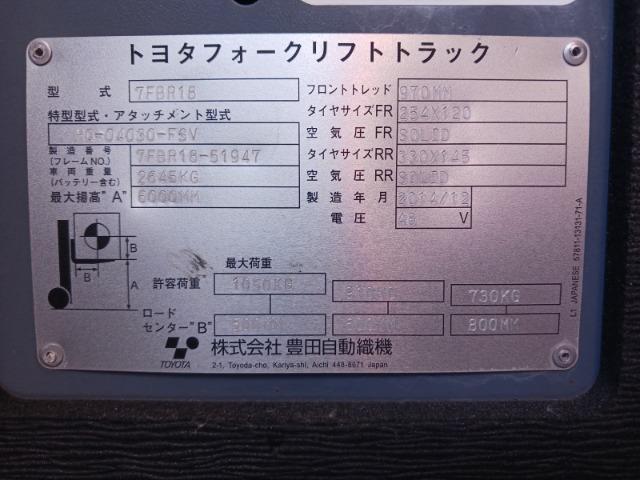 トヨタフォークリフトトラック
型式 7FBR18 フロントトレッド 970MM
特型型式・アタッチメント型式 タイヤサイズFR 254X120
空気圧FR SOLID
製造番号 (フレームNO.) 7FBR18-51947 タイヤサイズRR 330X145
車両重量 (バッテリー含む) 2645KG 空気圧RR SOLID
最大揚高"A" 6000MM 製造年月 2014/12
電圧 48 V
B
B
A
最大荷重
許容荷重 1050KG 730KG
ロード
センター"B" 800MM
TOYOTA 株式会社 豊田自動織機
2-1, Toyoda-cho, Kariya-shi, Aichi 448-8671 Japan
L1 JAPANESE 57811-13131-71-A